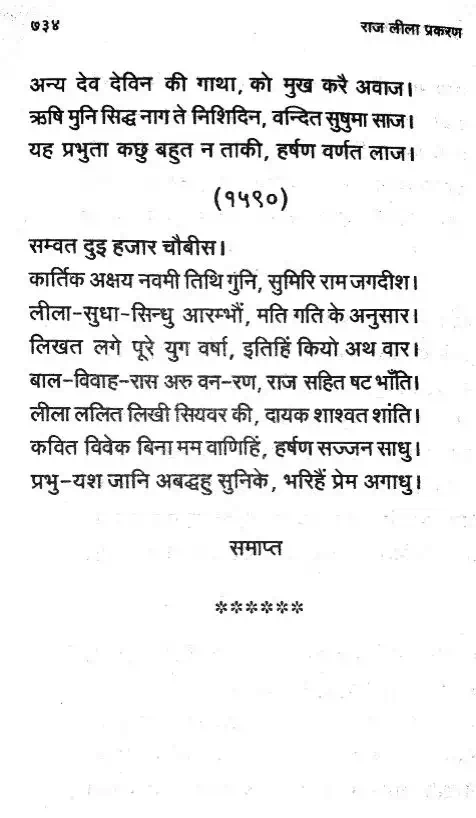 ७३४ राज लीला प्रकरण
अन्य देव देविन की गाथा, को मुख करै अवाज।
ऋषि मुनि सिद्ध नाग ते निशिदिन, वन्दित सुषुमा साज।
यह प्रभुता कछु बहुत न ताकी, हर्षण वर्णत लाज।
(१५९०)
सम्वत दुइ हजार चौबीस।
कार्तिक अक्षय नवमी तिथि गुनि, सुमिरि राम जगदीश।
लीला-सुधा-सिन्धु आरम्भौं, मति गति के अनुसार।
लिखत लगे पूरे युग वर्षा, इतिहिं कियो अथ वार।
बाल-विवाह-रास अरु वन-रण, राज सहित षट भाँति।
लीला ललित लिखी सियवर की, दायक शाश्वत शांति।
कवित विवेक बिना मम वाणिहिं, हर्षण सज्जन साधु।
प्रभु-यश जानि अबद्धहु सुनिके, भरिहैं प्रेम अगाधु।
समाप्त
******